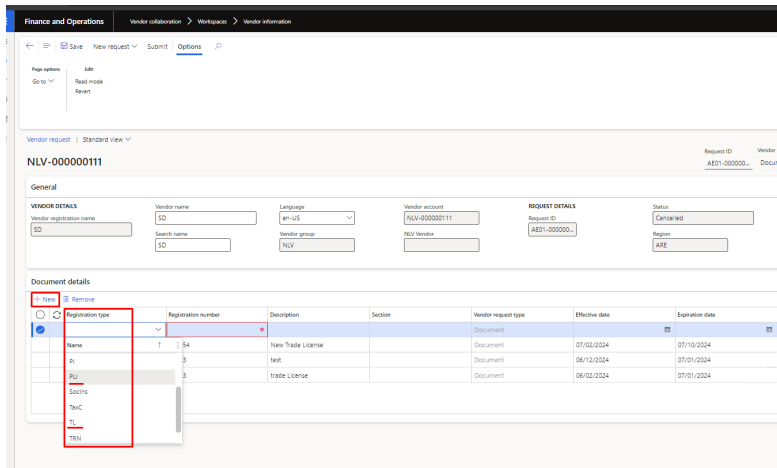 Finance and Operations Vendor collaboration > Workspaces > Vendor information
Save New request Submit Options
Page options Edit
Go to Read mode
Revert
Vendor request | Standard view
Request ID Vendor
NLV-000000111 AE01-000000... Docu
General
VENDOR DETAILS Vendor name Language Vendor account REQUEST DETAILS Status
Vendor registration name SD en-US NLV-000000111 Request ID Cancelled
SD Search name Vendor group NLV Vendor AE01-000000... Region
SD NLV ARE
Document details
+ New Remove
Registration type Registration number Description Section Vendor request type Effective date Expiration date
* Document
Name ↑ 54 New Trade License Document 07/02/2024 07/10/2024
PI 3 test Document 06/12/2024 07/01/2024
PLI 3 trade License Document 06/02/2024 07/01/2024
SocIns
TaxC
TL
TRN